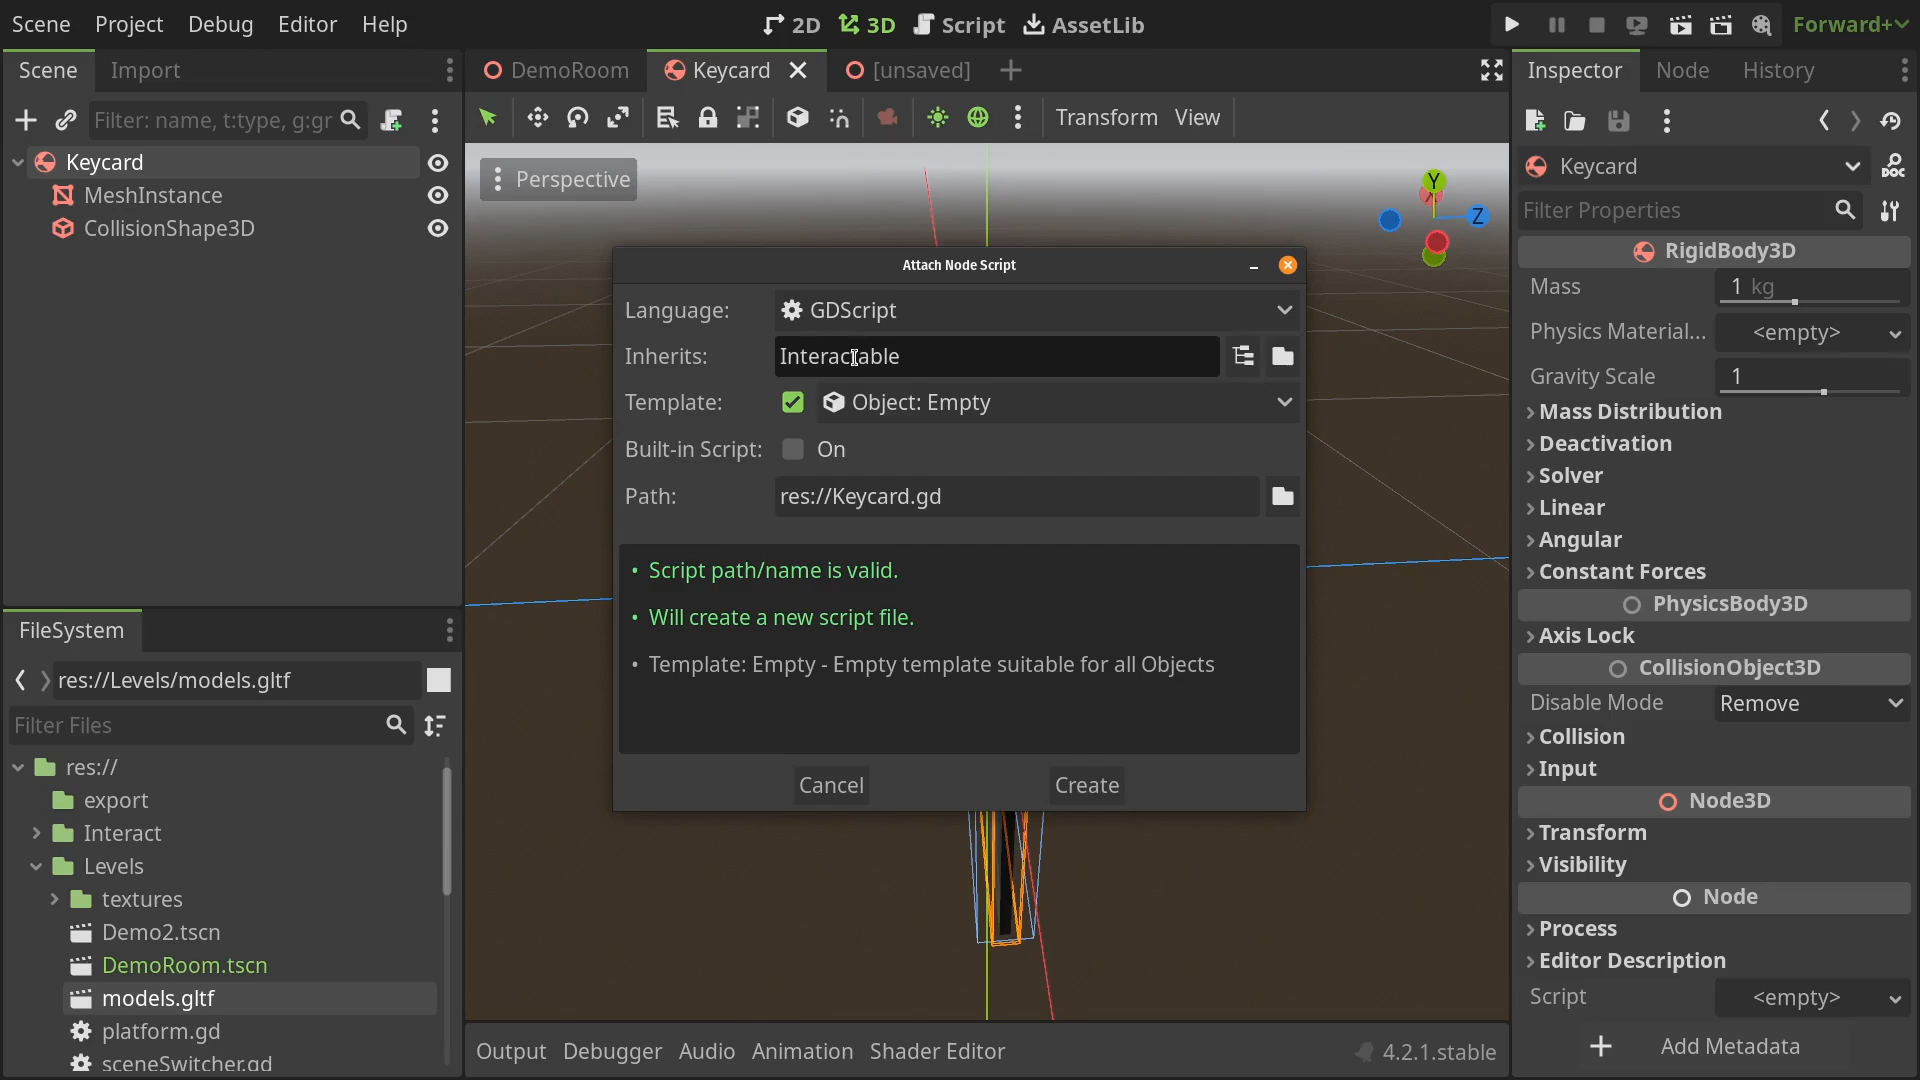 Scene Project Debug Editor Help
2D 3D Script AssetLib
Forward+
Scene Import
DemoRoom Keycard [unsaved]
Inspector Node History
Filter: name, t:type, g:gr
Transform View
Keycard
MeshInstance
CollisionShape3D
Perspective
Y
X
Z
Keycard
Filter Properties
RigidBody3D
Mass 1 kg
Physics Material... <empty>
Gravity Scale 1
Mass Distribution
Deactivation
Solver
Linear
Angular
Constant Forces
PhysicsBody3D
Axis Lock
CollisionObject3D
Disable Mode Remove
Collision
Input
Node3D
Transform
Visibility
Node
Process
Editor Description
Script <empty>
Add Metadata
DOC
Attach Node Script
Language: GDScript
Inherits: Interactable
Template: Object: Empty
Built-in Script: On
Path: res://Keycard.gd
• Script path/name is valid.
• Will create a new script file.
• Template: Empty - Empty template suitable for all Objects
Cancel Create
FileSystem
res://Levels/models.gltf
Filter Files
res://
export
Interact
Levels
textures
Demo2.tscn
DemoRoom.tscn
models.gltf
platform.gd
sceneSwitcher.gd
Output Debugger Audio Animation Shader Editor
4.2.1.stable